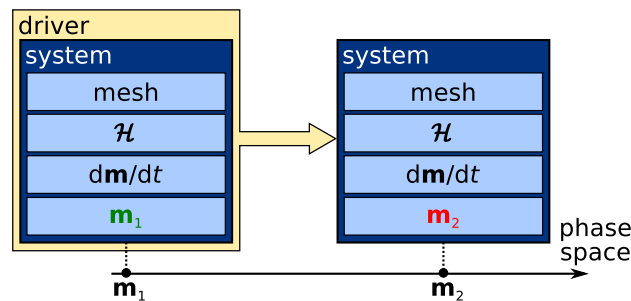 driver
system
mesh
ℋ
dm/dt
m₁
system
mesh
ℋ
dm/dt
m₂
phase
space
m₁
m₂